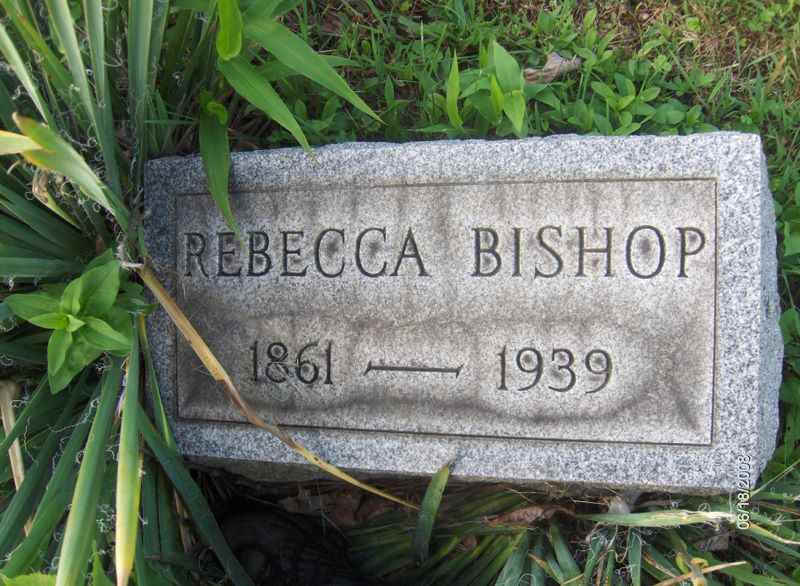 REBECCA BISHOP
1861 — 1939
06/18/2008